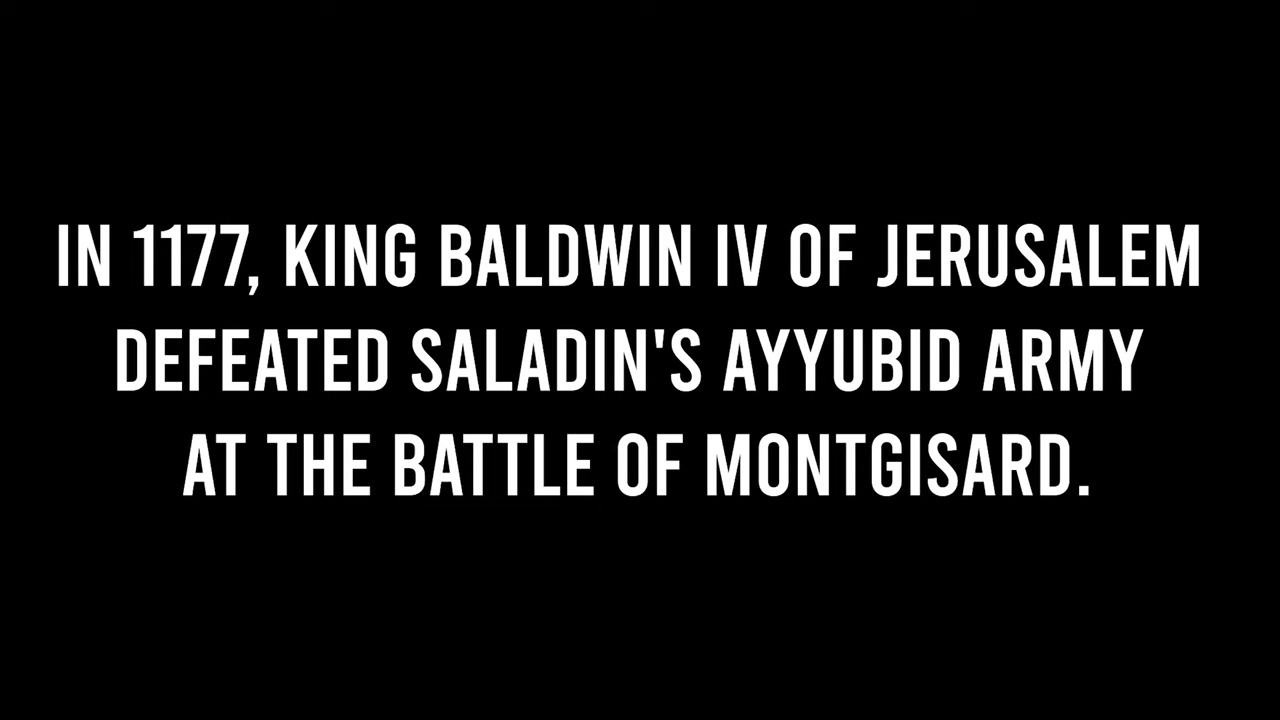 IN 1177, KING BALDWIN IV OF JERUSALEM
DEFEATED SALADIN'S AYYUBID ARMY
AT THE BATTLE OF MONTGISARD.